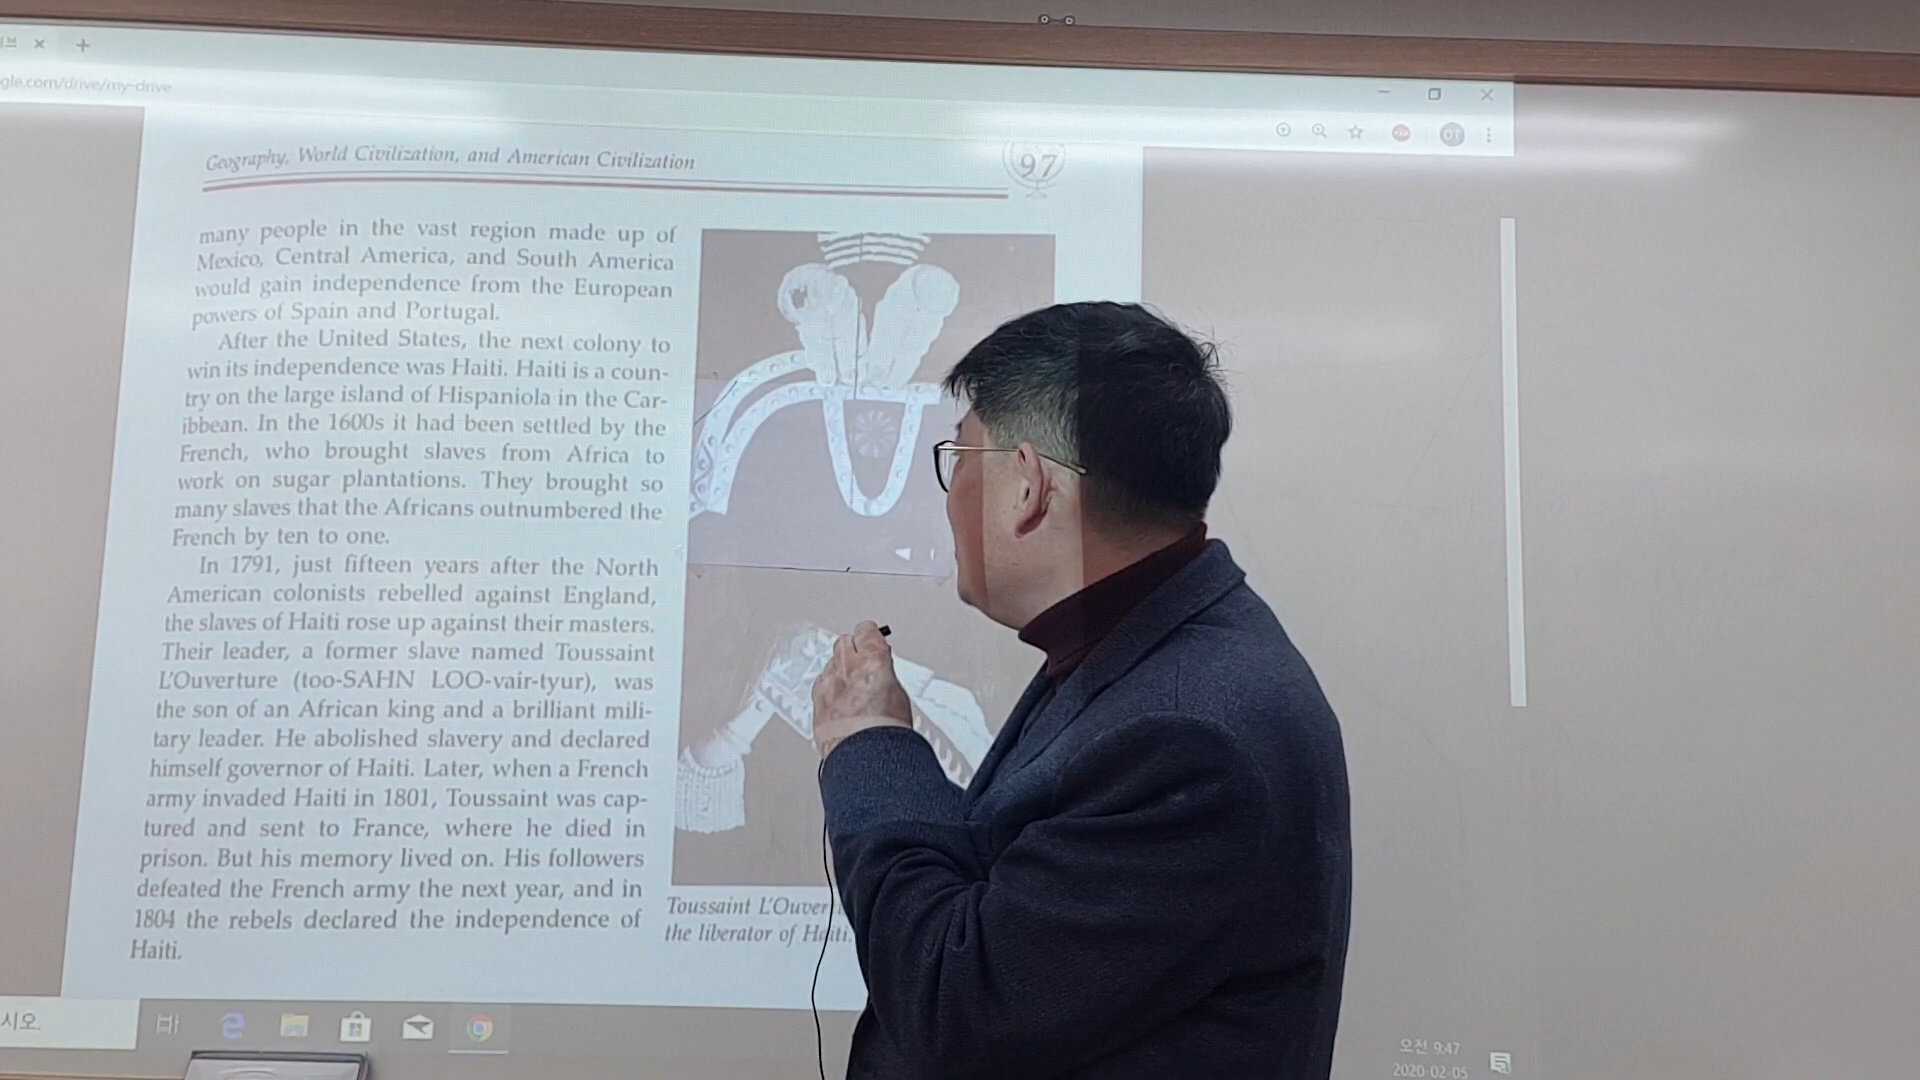 gle.com/drive/my-drive
Geography, World Civilization, and American Civilization
97
many people in the vast region made up of
Mexico, Central America, and South America
would gain independence from the European
powers of Spain and Portugal.
After the United States, the next colony to
win its independence was Haiti. Haiti is a coun-
try on the large island of Hispaniola in the Car-
ibbean. In the 1600s it had been settled by the
French, who brought slaves from Africa to
work on sugar plantations. They brought so
many slaves that the Africans outnumbered the
French by ten to one.
In 1791, just fifteen years after the North
American colonists rebelled against England,
the slaves of Haiti rose up against their masters.
Their leader, a former slave named Toussaint
L'Ouverture (too-SAHN LOO-vair-tyur), was
the son of an African king and a brilliant mili-
tary leader. He abolished slavery and declared
himself governor of Haiti. Later, when a French
army invaded Haiti in 1801, Toussaint was cap-
tured and sent to France, where he died in
prison. But his memory lived on. His followers
defeated the French army the next year, and in
1804 the rebels declared the independence of
Haiti.
Toussaint L'Ouver
the liberator of Haiti.
시오.
오전 9:47
2020-02-05